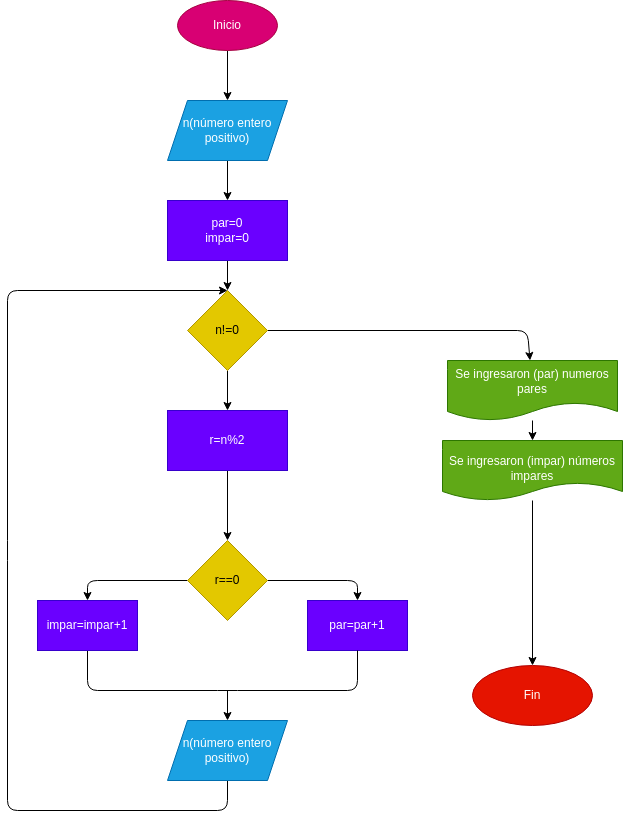 Inicio
n(número entero
positivo)
par=0
impar=0
n!=0
Se ingresaron (par) numeros
pares
r=n%2
Se ingresaron (impar) números
impares
r==0
impar=impar+1
par=par+1
Fin
n(número entero
positivo)